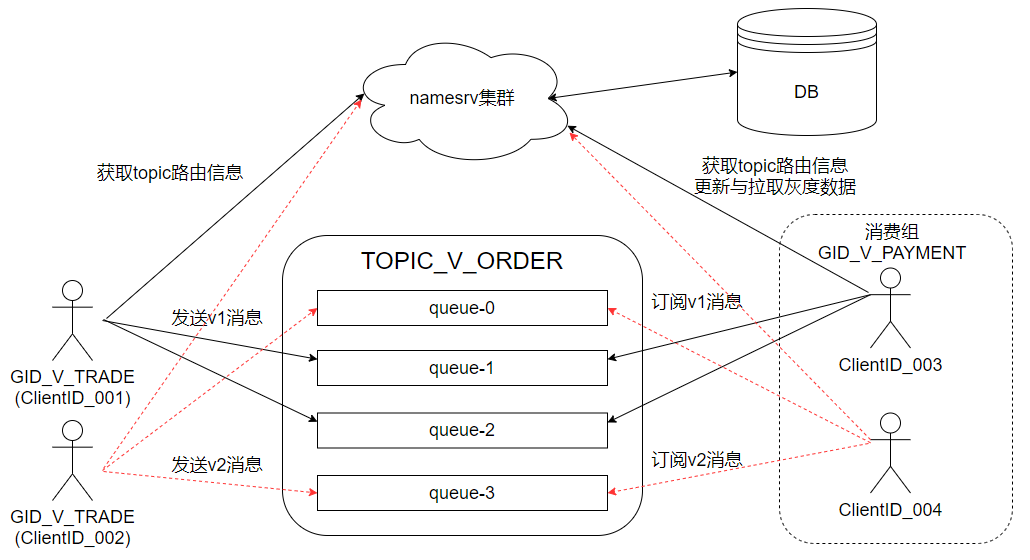 namesrv集群
DB
获取topic路由信息
获取topic路由信息
更新与拉取灰度数据
消费组
GID_V_PAYMENT
TOPIC_V_ORDER
queue-0
queue-1
queue-2
queue-3
发送v1消息
订阅v1消息
GID_V_TRADE
(ClientID_001)
ClientID_003
发送v2消息
订阅v2消息
GID_V_TRADE
(ClientID_002)
ClientID_004